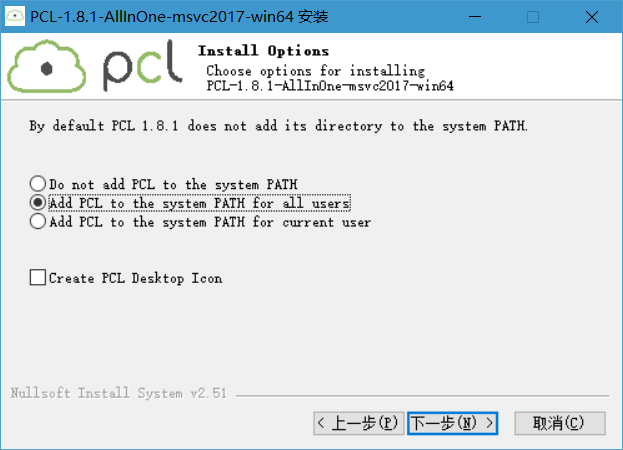 PCL-1.8.1-AllInOne-msvc2017-win64 安装
pcl
Install Options
Choose options for installing
PCL-1.8.1-AllInOne-msvc2017-win64
By default PCL 1.8.1 does not add its directory to the system PATH.
Do not add PCL to the system PATH
Add PCL to the system PATH for all users
Add PCL to the system PATH for current user
Create PCL Desktop Icon
Nullsoft Install System v2.51
< 上一步(P) 下一步(N) > 取消(C)